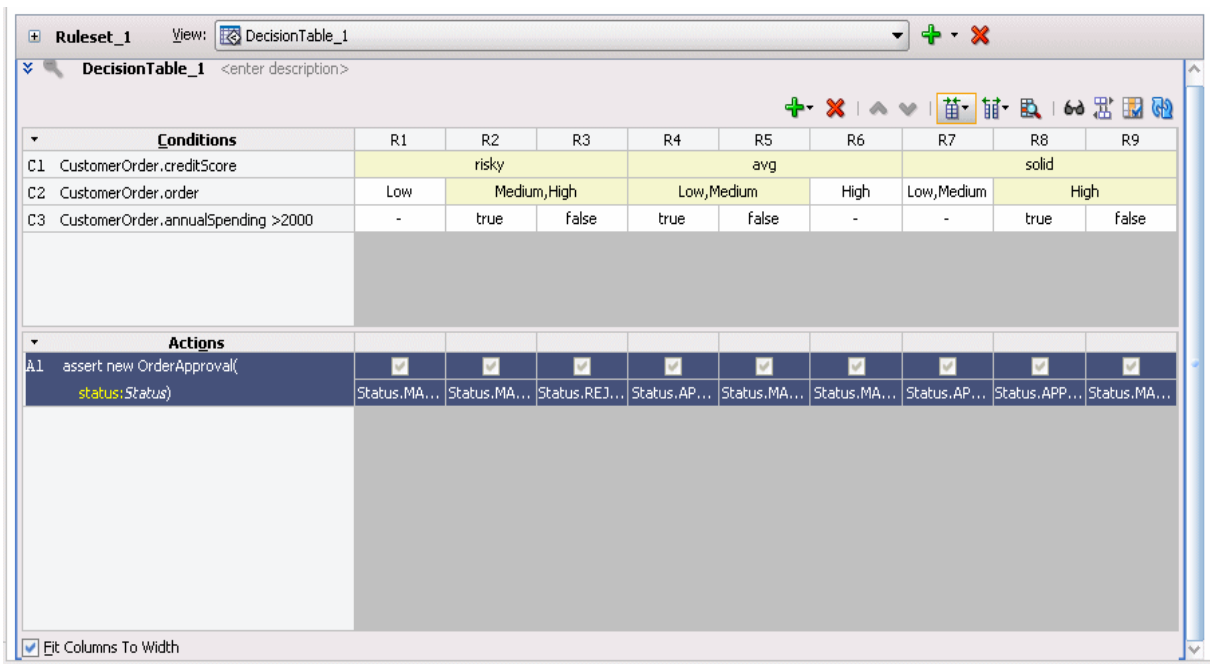 Ruleset_1 View: DecisionTable_1
DecisionTable_1 <enter description>
Conditions R1 R2 R3 R4 R5 R6 R7 R8 R9
C1 CustomerOrder.creditScore risky avg solid
C2 CustomerOrder.order Low Medium,High Low,Medium High Low,Medium High
C3 CustomerOrder.annualSpending >2000 - true false true false - - true false
Actions
A1 assert new OrderApproval(
status:Status) Status.MA... Status.MA... Status.REJ... Status.AP... Status.MA... Status.MA... Status.AP... Status.APP... Status.MA...
Fit Columns To Width